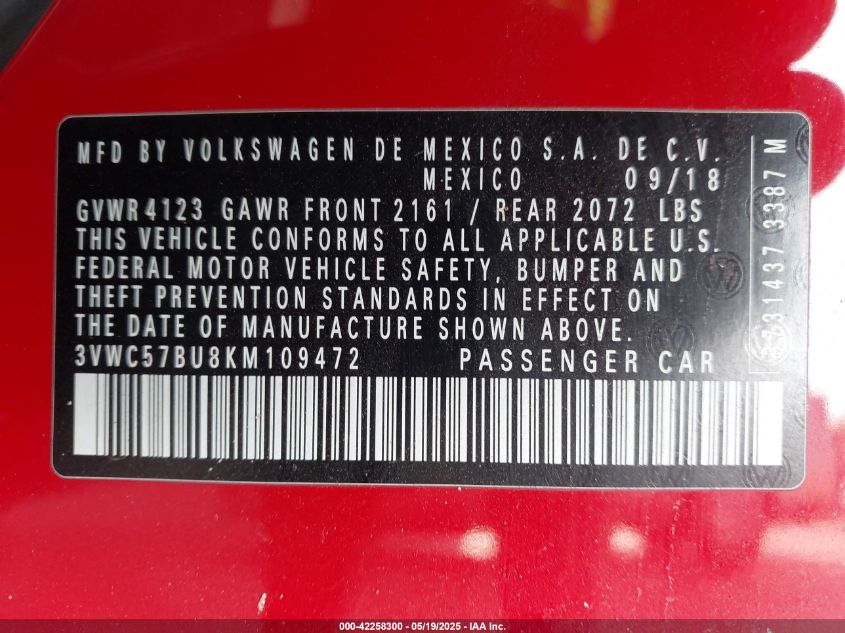 MFD BY VOLKSWAGEN DE MEXICO S.A. DE C.V.
MEXICO 09/18
GVWR 4123 GAWR FRONT 2161 / REAR 2072 LBS
THIS VEHICLE CONFORMS TO ALL APPLICABLE U.S.
FEDERAL MOTOR VEHICLE SAFETY, BUMPER AND
THEFT PREVENTION STANDARDS IN EFFECT ON
THE DATE OF MANUFACTURE SHOWN ABOVE.
3VWC57BU8KM109472 PASSENGER CAR
3387 M
000-42258300 - 05/19/2025 - IAA Inc.